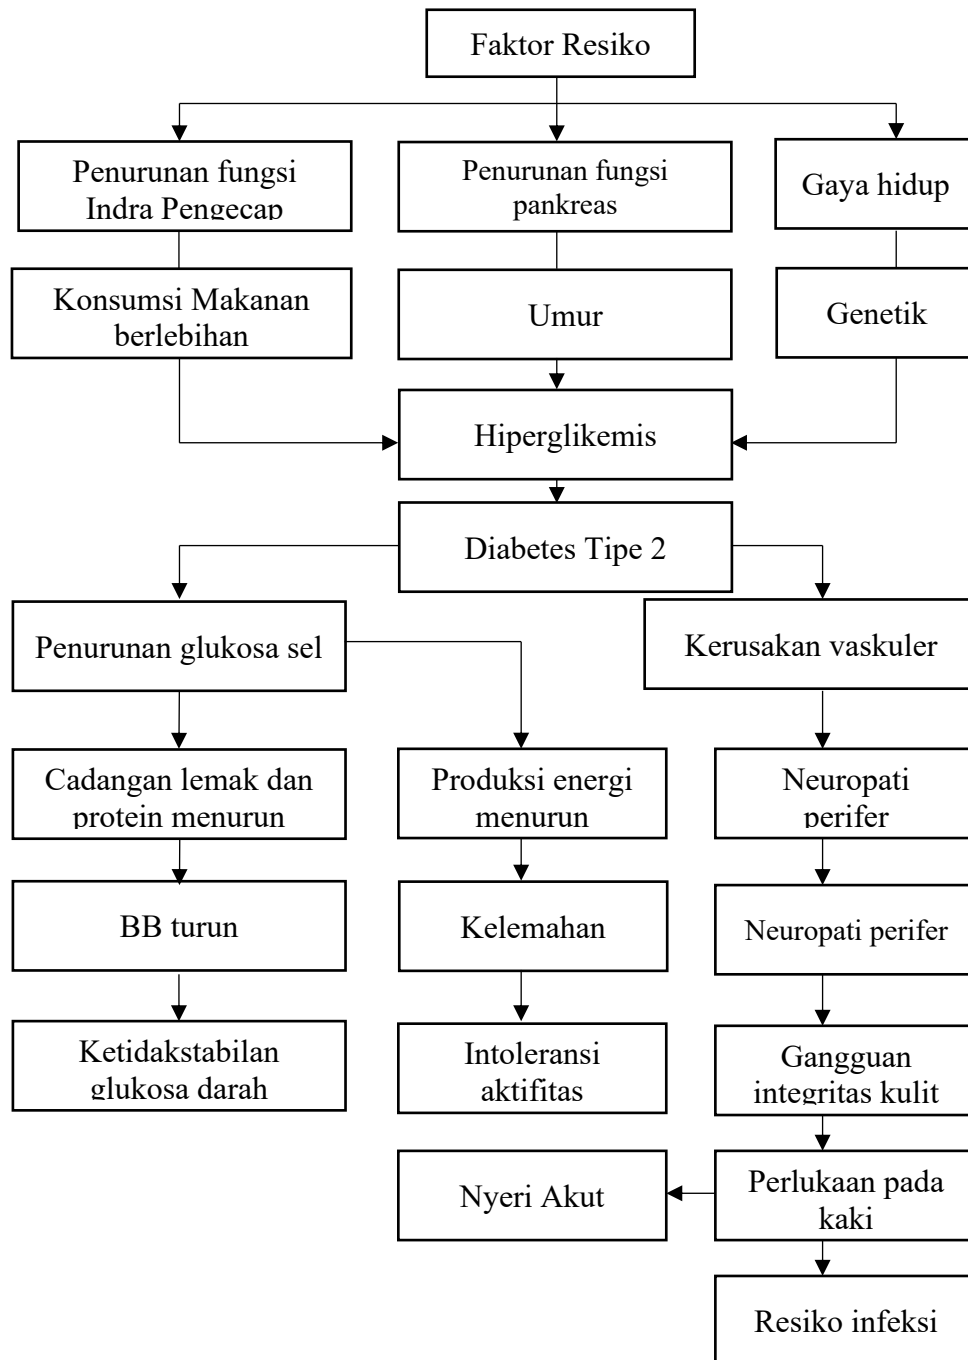 Faktor Resiko
Penurunan fungsi
Indra Pengecap
Penurunan fungsi
pankreas
Gaya hidup
Konsumsi Makanan
berlebihan
Umur
Genetik
Hiperglikemis
Diabetes Tipe 2
Penurunan glukosa sel
Kerusakan vaskuler
Cadangan lemak dan
protein menurun
Produksi energi
menurun
Neuropati
perifer
BB turun
Kelemahan
Neuropati perifer
Ketidakstabilan
glukosa darah
Intoleransi
aktifitas
Gangguan
integritas kulit
Nyeri Akut
Perlukaan pada
kaki
Resiko infeksi